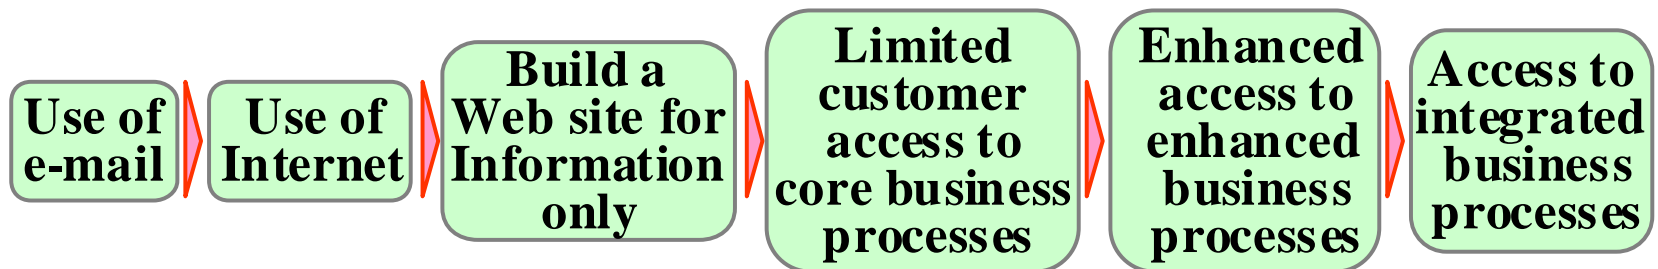 Use of
e-mail
Use of
Internet
Build a
Web site for
Information
only
Limited
customer
access to
core business
processes
Enhanced
access to
enhanced
business
processes
Access to
integrated
business
processes